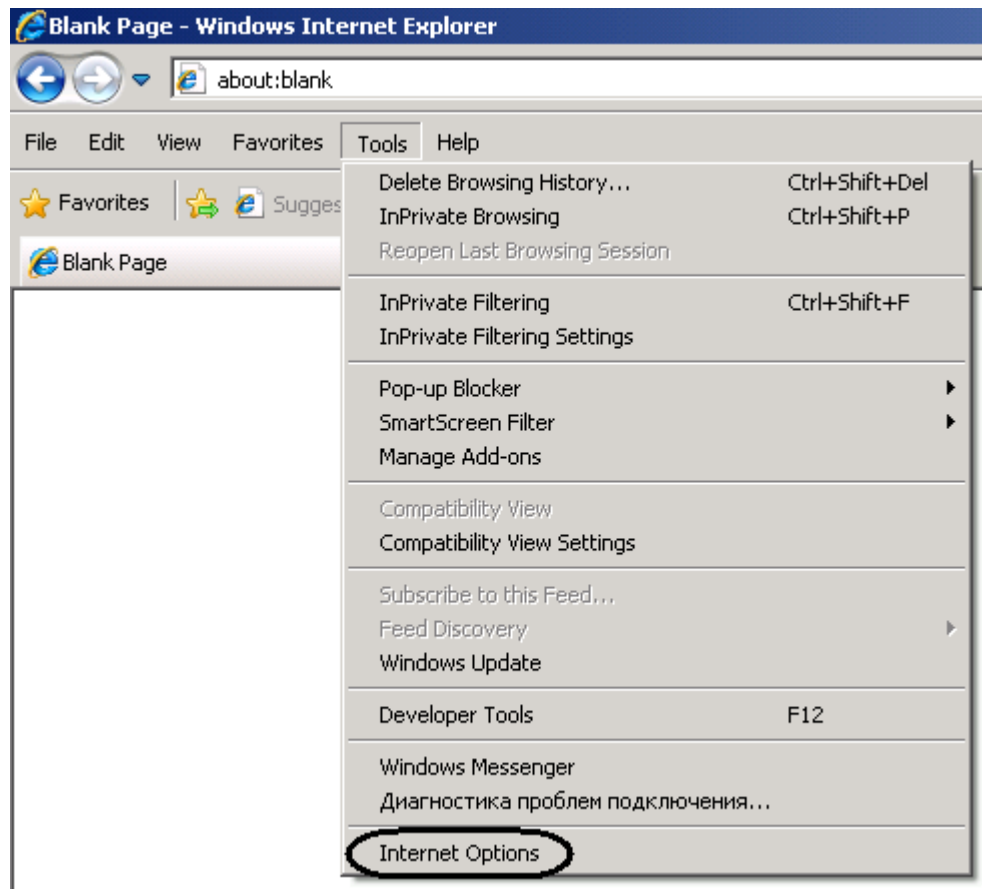 Blank Page - Windows Internet Explorer
about:blank
File Edit View Favorites Tools Help
Favorites
Blank Page
Delete Browsing History... Ctrl+Shift+Del
InPrivate Browsing Ctrl+Shift+P
Reopen Last Browsing Session
InPrivate Filtering Ctrl+Shift+F
InPrivate Filtering Settings
Pop-up Blocker
SmartScreen Filter
Manage Add-ons
Compatibility View
Compatibility View Settings
Subscribe to this Feed...
Feed Discovery
Windows Update
Developer Tools F12
Windows Messenger
Диагностика проблем подключения...
Internet Options